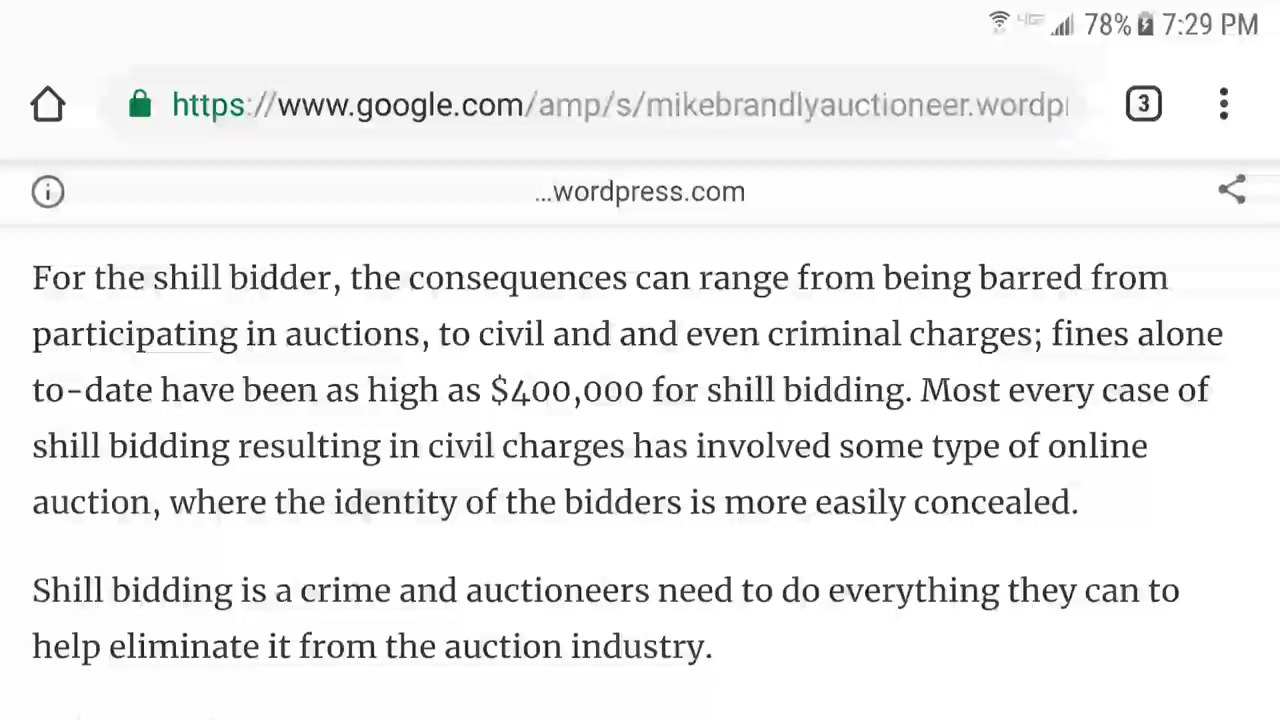 78% 7:29 PM
https://www.google.com/amp/s/mikebrandlyauctioneer.wordp
3
...wordpress.com
For the shill bidder, the consequences can range from being barred from
participating in auctions, to civil and and even criminal charges; fines alone
to-date have been as high as $400,000 for shill bidding. Most every case of
shill bidding resulting in civil charges has involved some type of online
auction, where the identity of the bidders is more easily concealed.
Shill bidding is a crime and auctioneers need to do everything they can to
help eliminate it from the auction industry.